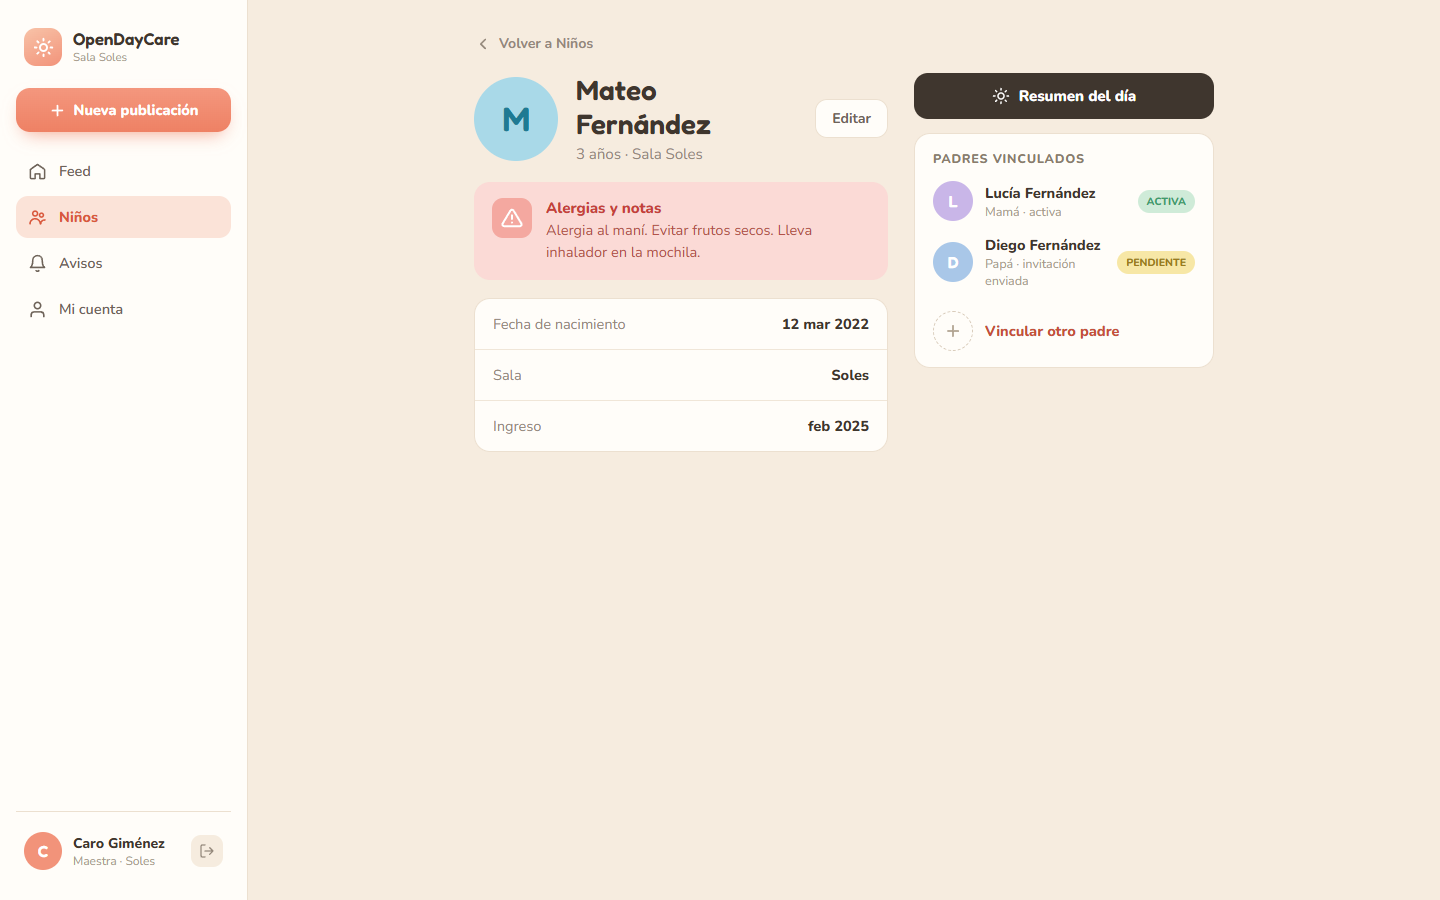 OpenDayCare
Sala Soles
Nueva publicación
Feed
Niños
Avisos
Mi cuenta
C
Caro Giménez
Maestra · Soles
Volver a Niños
M
Mateo
Fernández
3 años · Sala Soles
Editar
Alergias y notas
Alergia al maní. Evitar frutos secos. Lleva
inhalador en la mochila.
Fecha de nacimiento 12 mar 2022
Sala Soles
Ingreso feb 2025
Resumen del día
PADRES VINCULADOS
L
Lucía Fernández
Mamá · activa
ACTIVA
D
Diego Fernández
Papá · invitación
enviada
PENDIENTE
Vincular otro padre